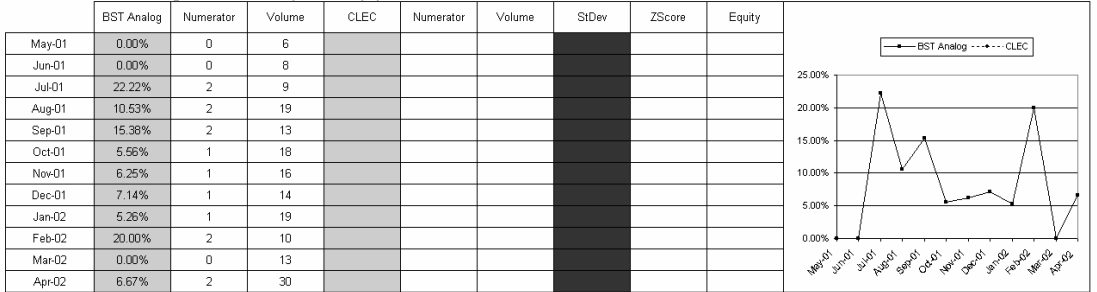 BST Analog Numerator Volume CLEC Numerator Volume StDev ZScore Equity
May-01 0.00% 0 6
Jun-01 0.00% 0 8
Jul-01 22.22% 2 9
Aug-01 10.53% 2 19
Sep-01 15.38% 2 13
Oct-01 5.56% 1 18
Nov-01 6.25% 1 16
Dec-01 7.14% 1 14
Jan-02 5.26% 1 19
Feb-02 20.00% 2 10
Mar-02 0.00% 0 13
Apr-02 6.67% 2 30
BST Analog CLEC
25.00%
20.00%
15.00%
10.00%
5.00%
0.00%
May-01 Jun-01 Jul-01 Aug-01 Sep-01 Oct-01 Nov-01 Dec-01 Jan-02 Feb-02 Mar-02 Apr-02